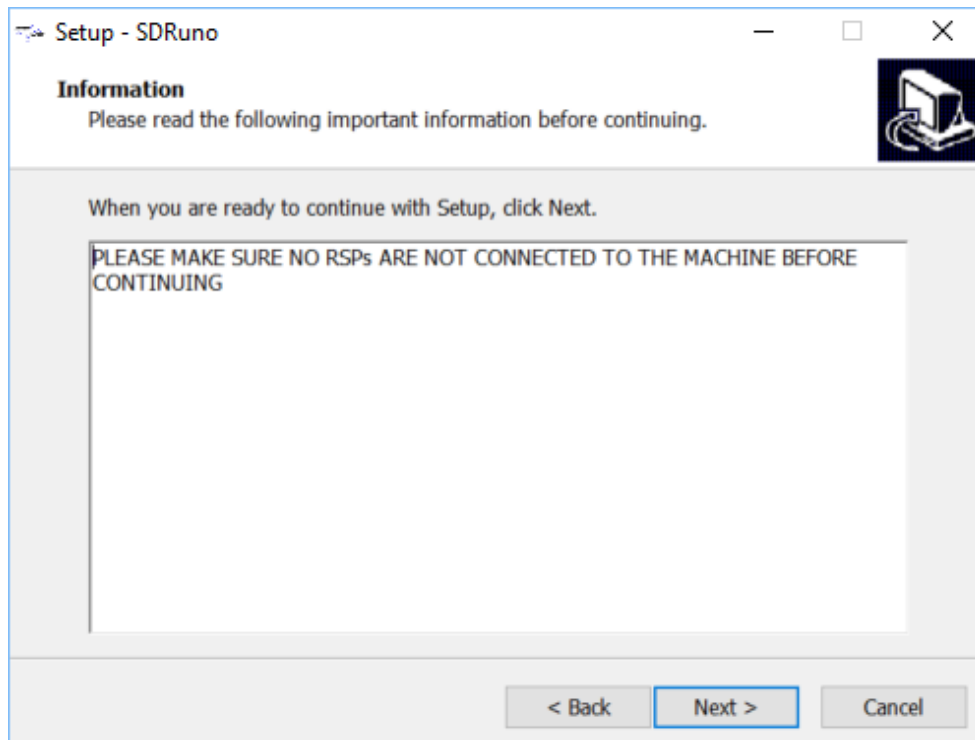 Setup - SDRuno
Information
Please read the following important information before continuing.
When you are ready to continue with Setup, click Next.
PLEASE MAKE SURE NO RSPs ARE NOT CONNECTED TO THE MACHINE BEFORE
CONTINUING
< Back
Next >
Cancel